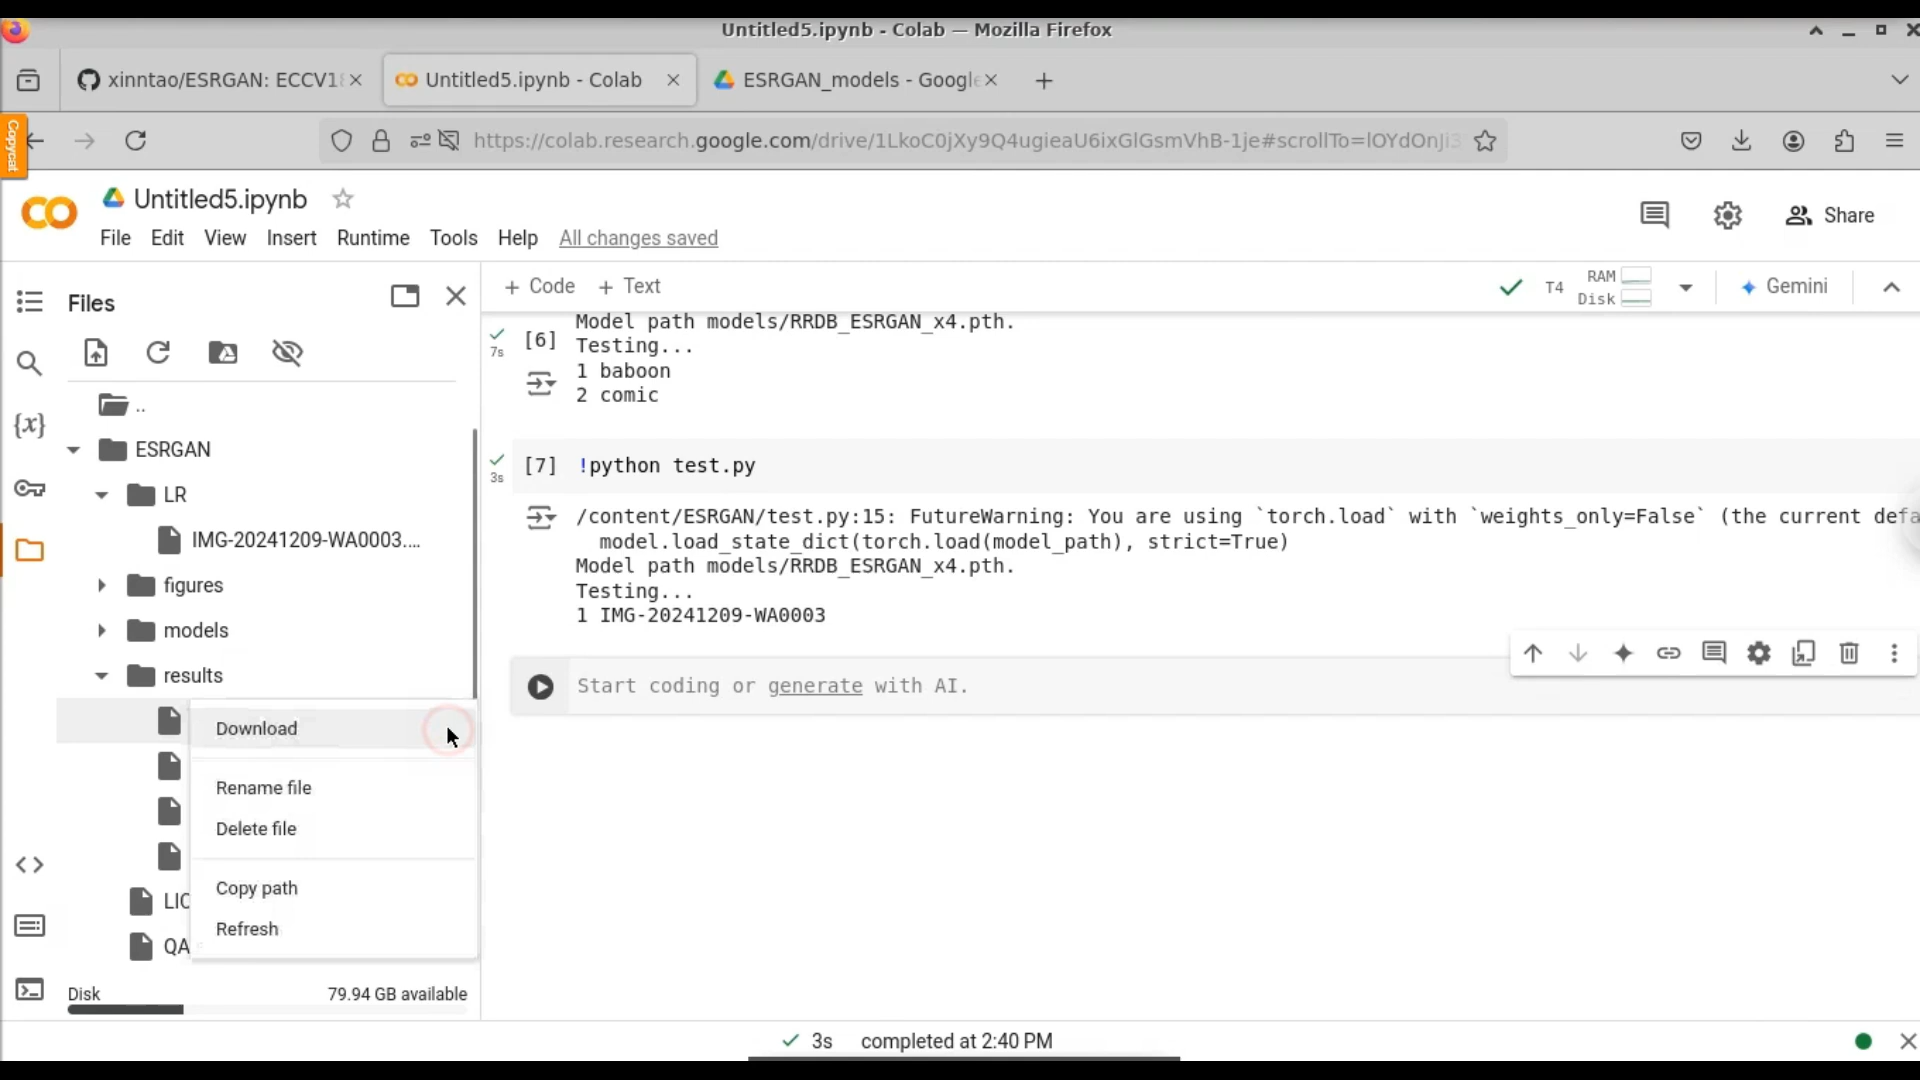 Untitled5.ipynb - Colab — Mozilla Firefox
xinntao/ESRGAN: ECCV18
Untitled5.ipynb - Colab
ESRGAN_models - Google
Copycat
https://colab.research.google.com/drive/1LkoC0jXy9Q4ugieaU6ixGlGsmVhB-1je#scrollTo=lOYdOnJi3
Untitled5.ipynb
Share
File Edit View Insert Runtime Tools Help All changes saved
Files
+ Code + Text
T4
RAM
Disk
Gemini
..
ESRGAN
LR
IMG-20241209-WA0003....
figures
models
results
Download
Rename file
Delete file
Copy path
Refresh
LIC
QA
Disk 79.94 GB available
7s
[6]
Model path models/RRDB_ESRGAN_x4.pth.
Testing...
1 baboon
2 comic
3s
[7] !python test.py
/content/ESRGAN/test.py:15: FutureWarning: You are using `torch.load` with `weights_only=False` (the current defa
model.load_state_dict(torch.load(model_path), strict=True)
Model path models/RRDB_ESRGAN_x4.pth.
Testing...
1 IMG-20241209-WA0003
Start coding or generate with AI.
3s completed at 2:40 PM